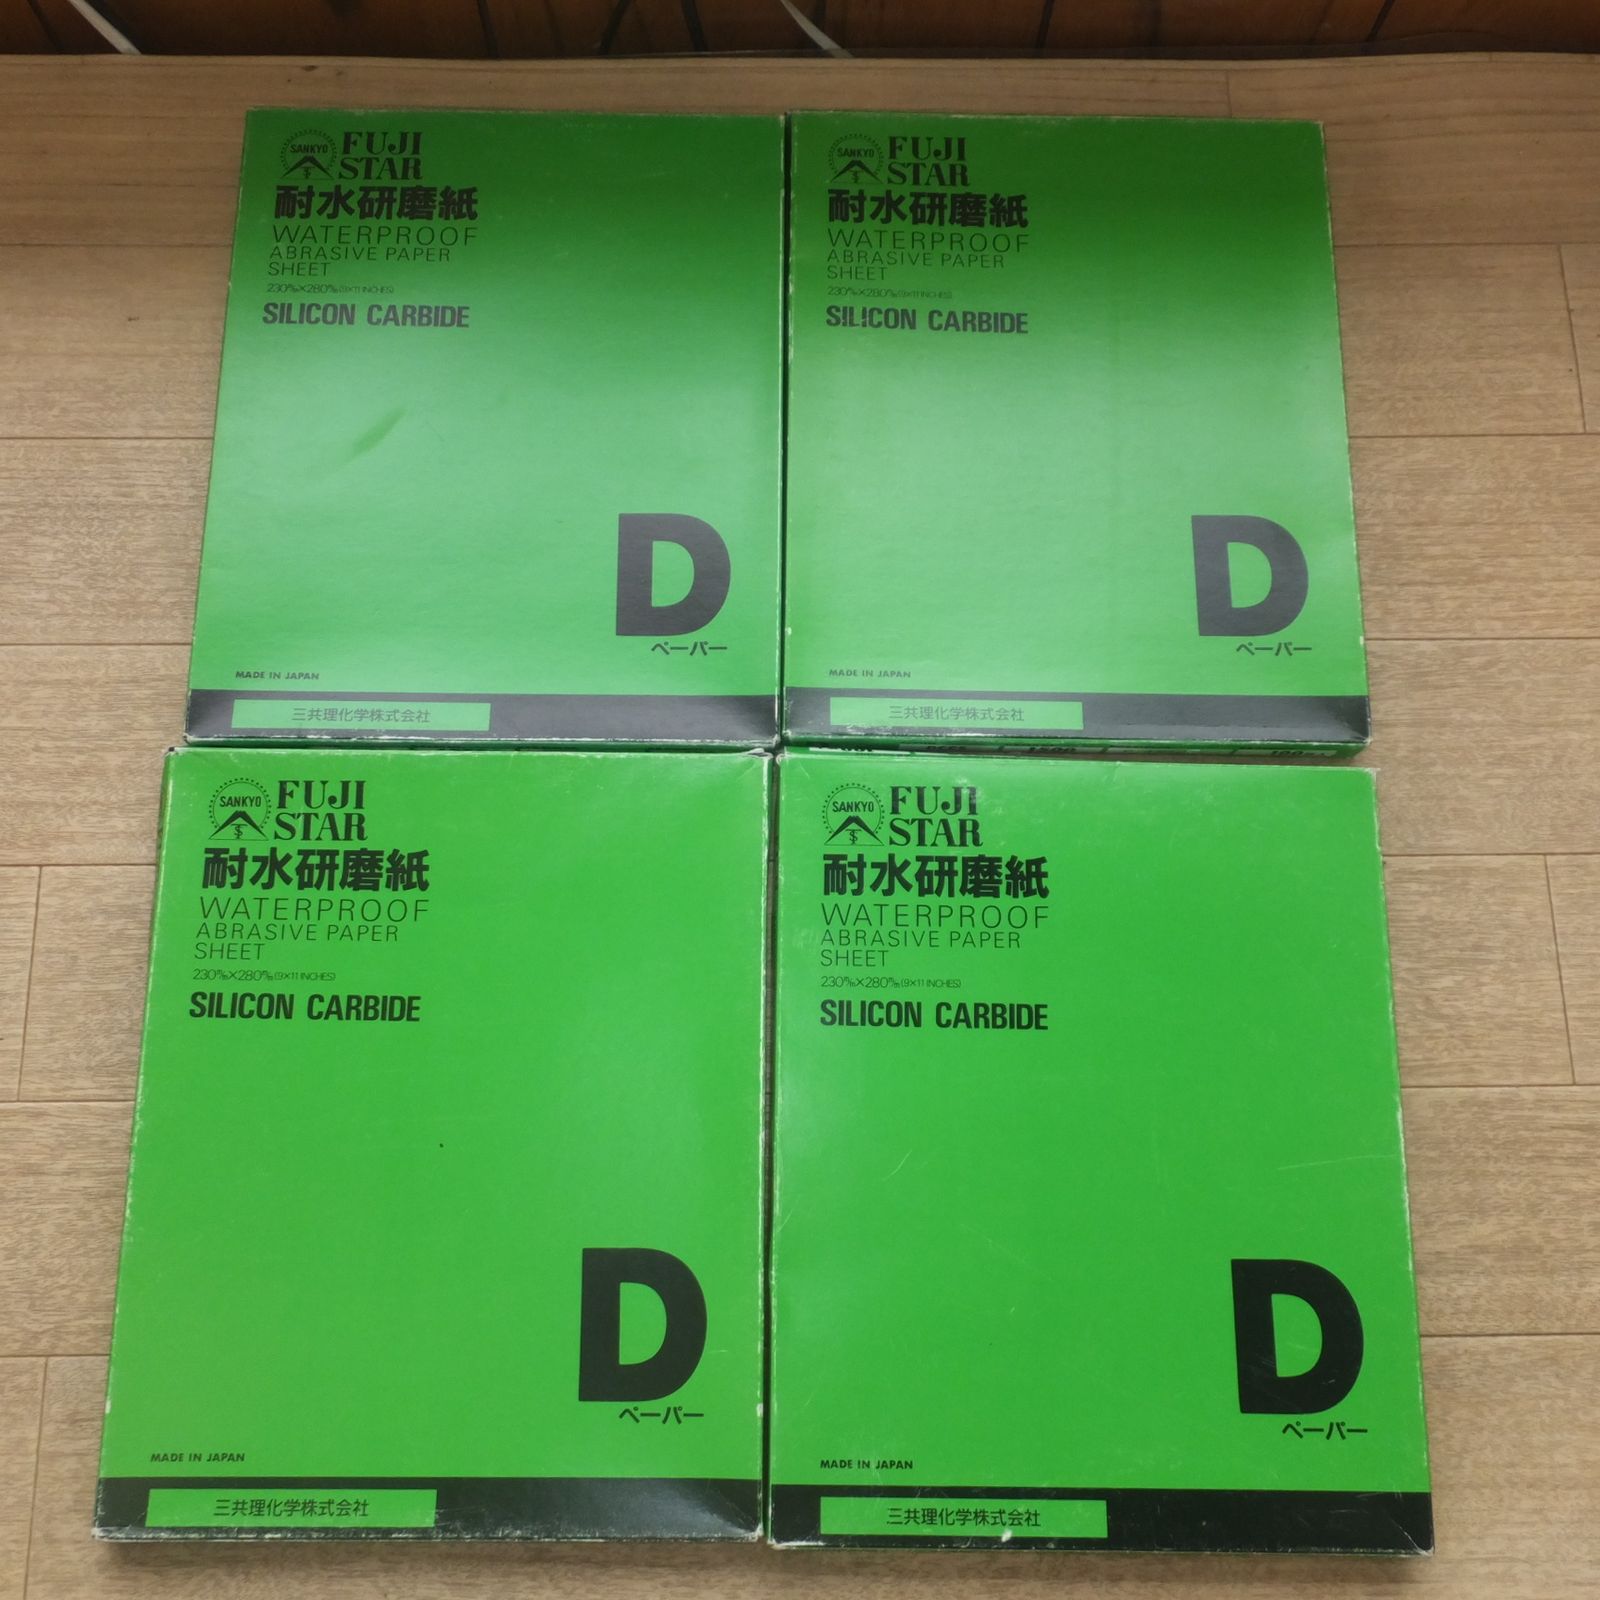 SANKYO
FUJI
STAR
耐水研磨紙
WATERPROOF
ABRASIVE PAPER
SHEET
230㎜×280㎜(9×11 INCHES)
SILICON CARBIDE
D
ペーパー
MADE IN JAPAN
三共理化学株式会社
SANKYO
FUJI
STAR
耐水研磨紙
WATERPROOF
ABRASIVE PAPER
SHEET
230㎜×280㎜(9×11 INCHES)
SILICON CARBIDE
D
ペーパー
MADE IN JAPAN
三共理化学株式会社
1500
SANKYO
FUJI
STAR
耐水研磨紙
WATERPROOF
ABRASIVE PAPER
SHEET
230㎜×280㎜(9×11 INCHES)
SILICON CARBIDE
D
ペーパー
MADE IN JAPAN
三共理化学株式会社
SANKYO
FUJI
STAR
耐水研磨紙
WATERPROOF
ABRASIVE PAPER
SHEET
230㎜×280㎜(9×11 INCHES)
SILICON CARBIDE
D
ペーパー
MADE IN JAPAN
三共理化学株式会社